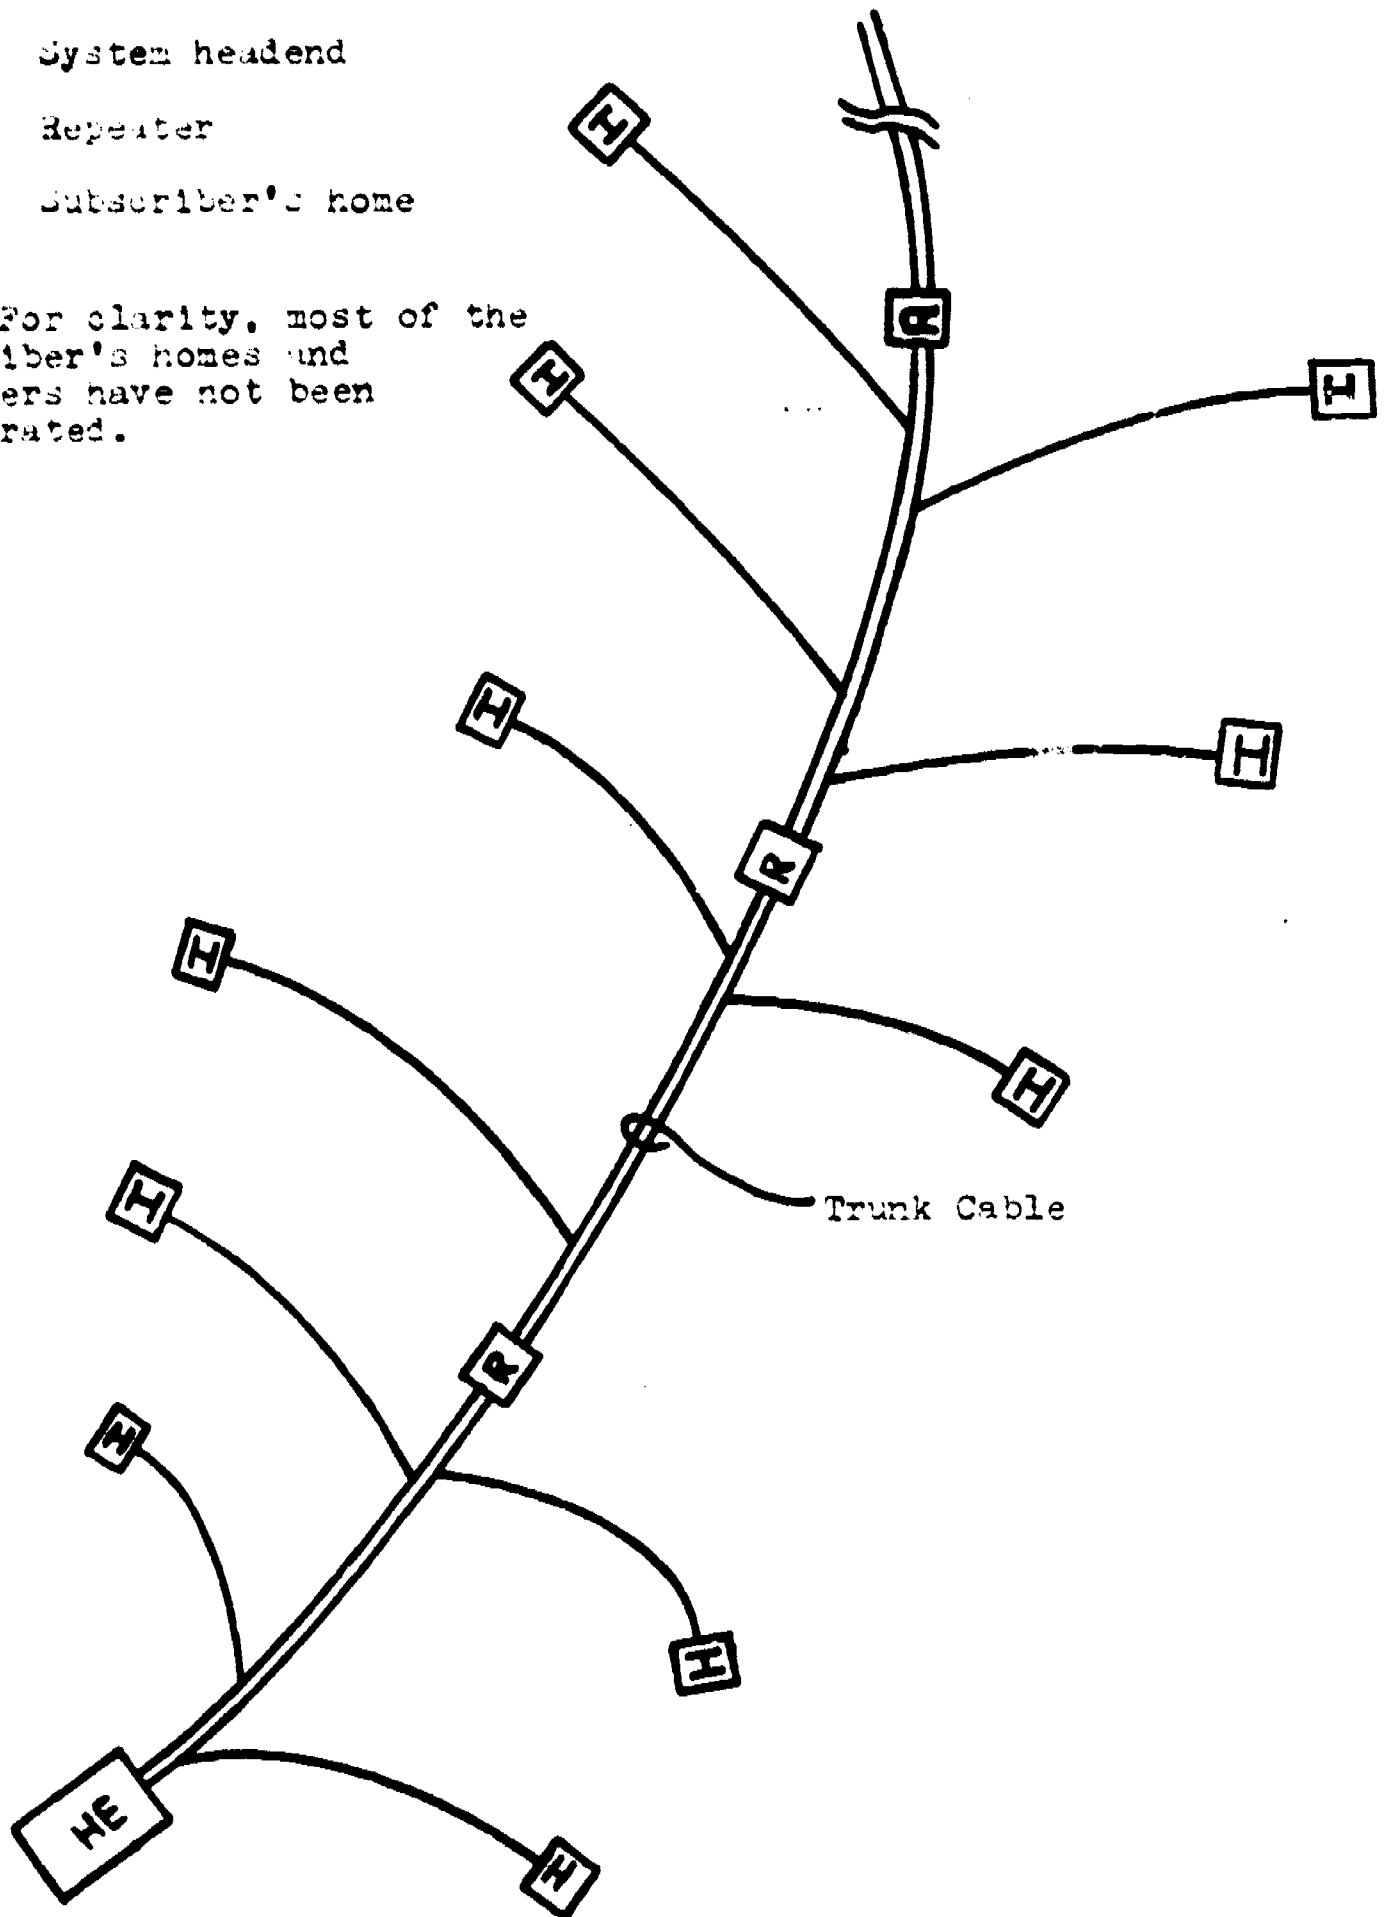 System headend
Repeater
Subscriber's home
For clarity, most of the
iber's homes and
ers have not been
rated.
H
R
H
H
H
H
R
H
H
H
Trunk Cable
H
R
H
H
HE
H